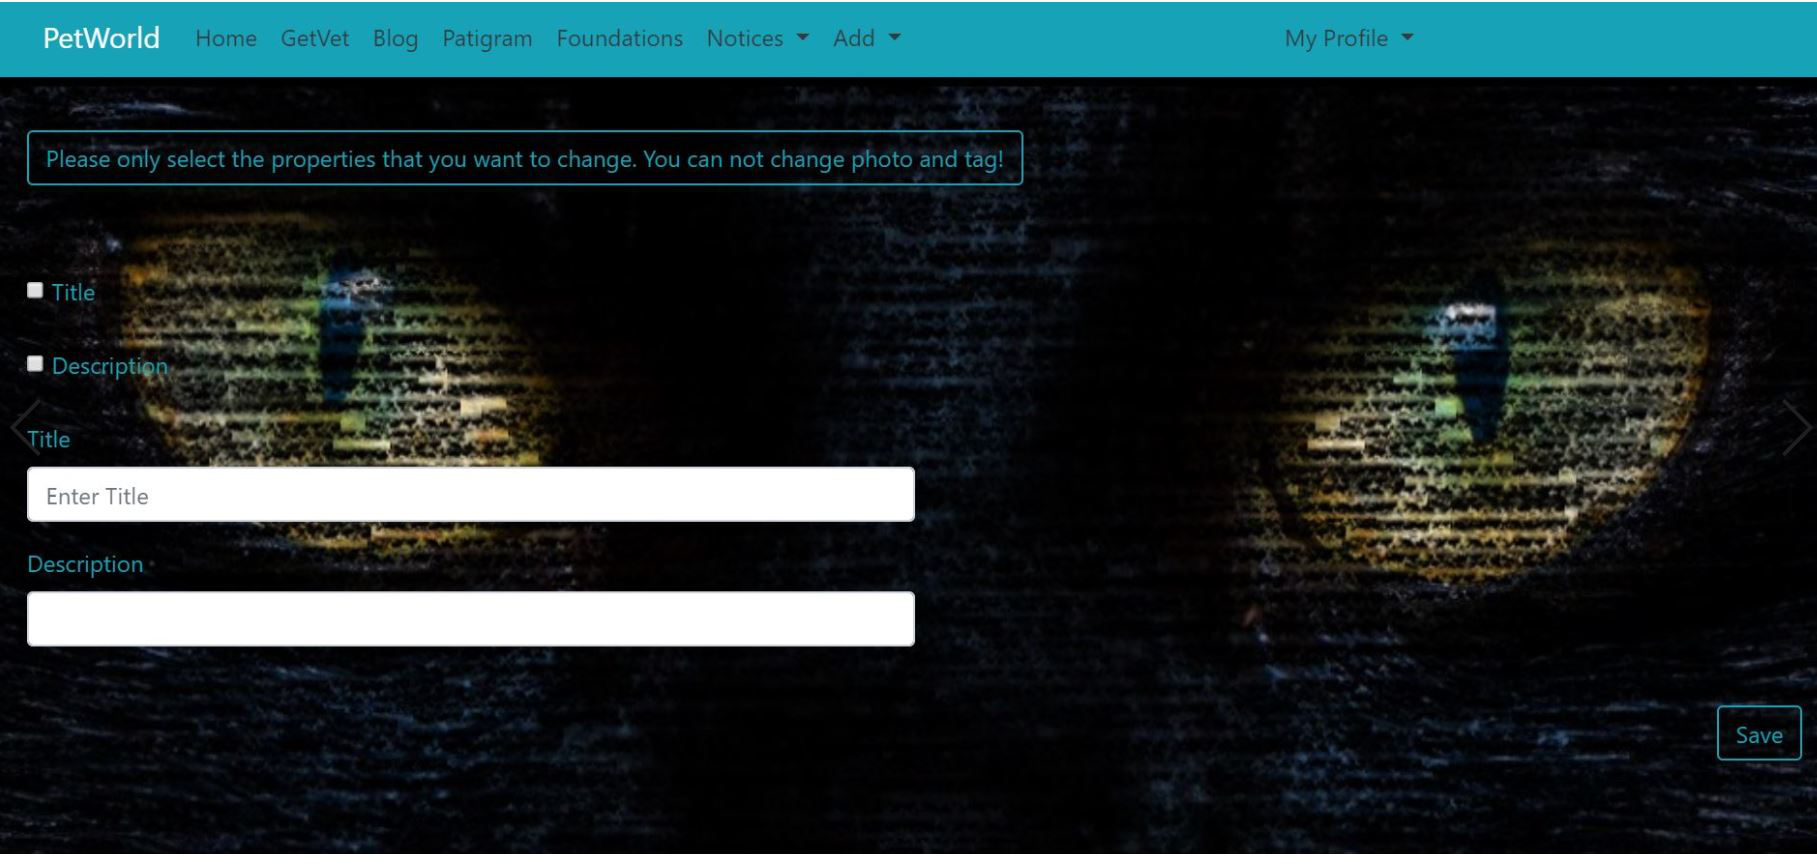 PetWorld Home GetVet Blog Patigram Foundations Notices Add My Profile
Please only select the properties that you want to change. You can not change photo and tag!
Title
Description
Title
Enter Title
Description
Save